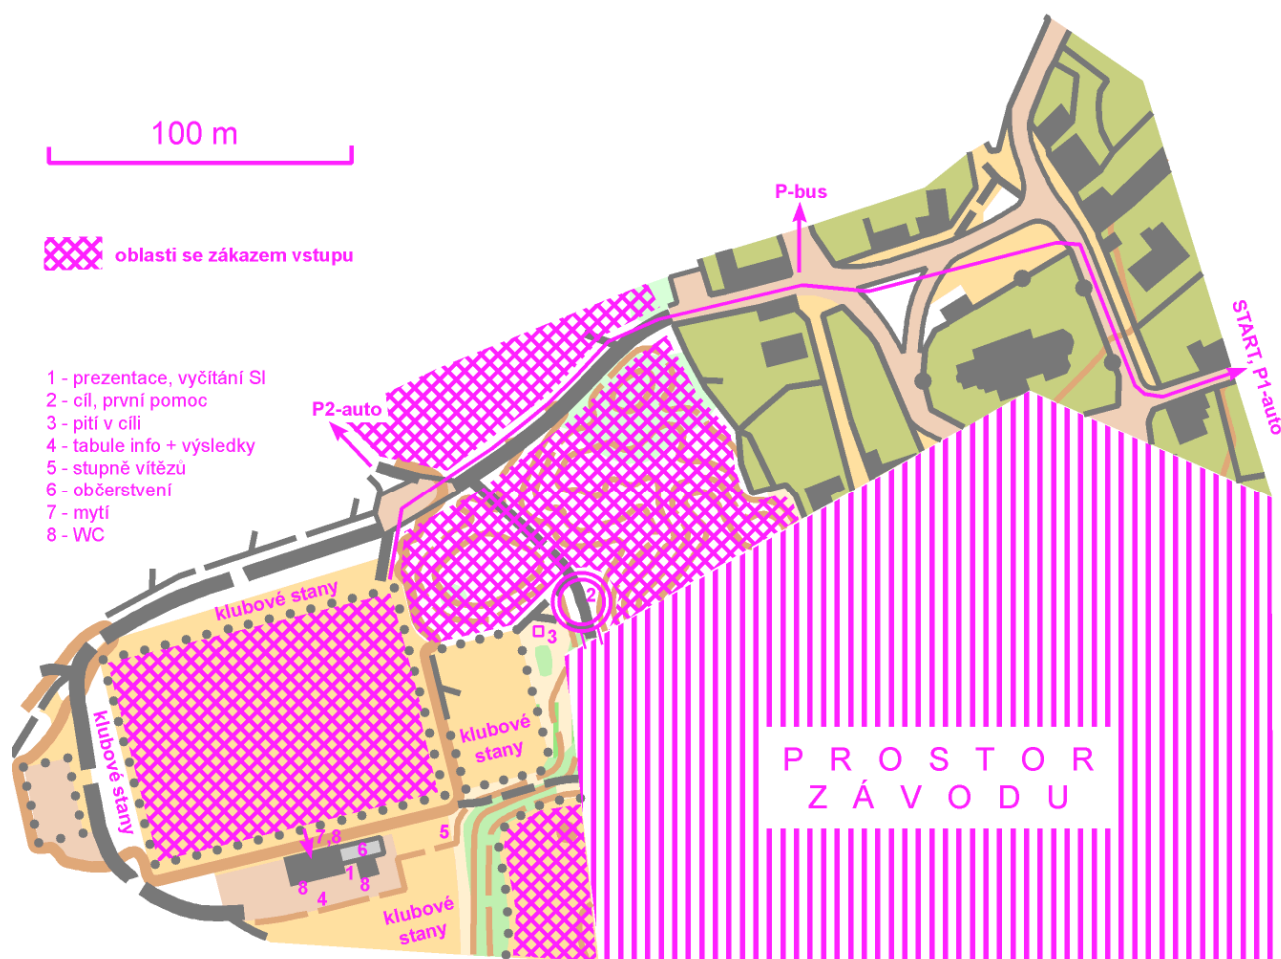 100 m
P-bus
oblasti se zákazem vstupu
START, P1-auto
1 - prezentace, vyčítání SI
2 - cíl, první pomoc
3 - pití v cíli
4 - tabule info + výsledky
5 - stupně vítězů
6 - občerstvení
7 - mytí
8 - WC
P2-auto
klubové stany
2
3
klubové stany
klubové
stany
PROSTOR
ZÁVODU
7,8
5
6
1
8
8
4
klubové
stany